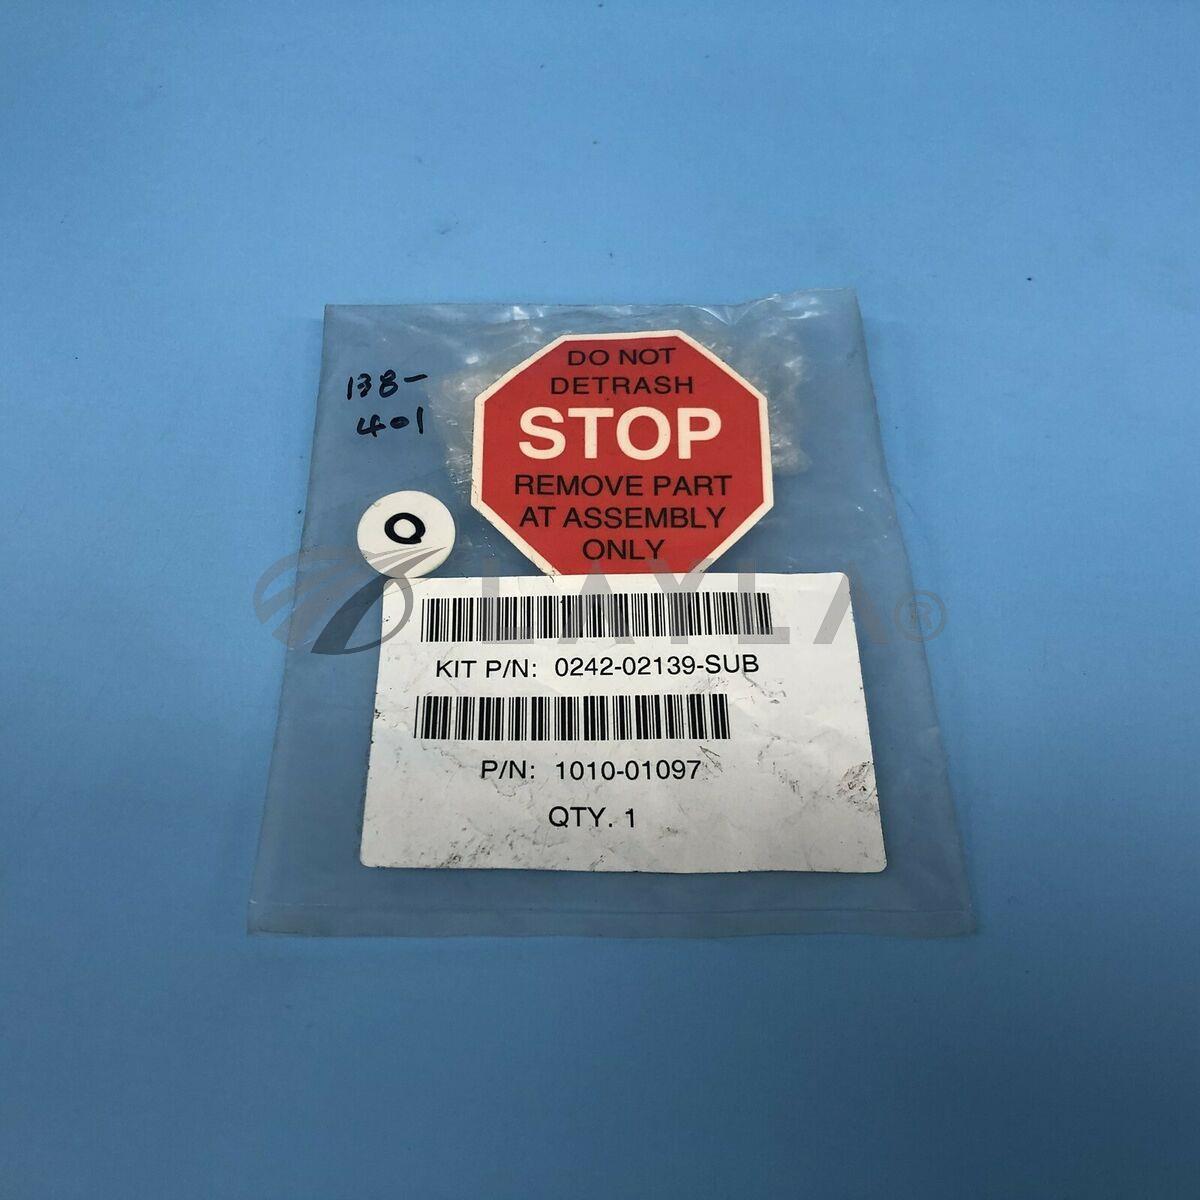 DO NOT
DETRASH
STOP
REMOVE PART
AT ASSEMBLY
ONLY
138-
401
Q
LAYLA®
KIT P/N: 0242-02139-SUB
P/N: 1010-01097
QTY. 1